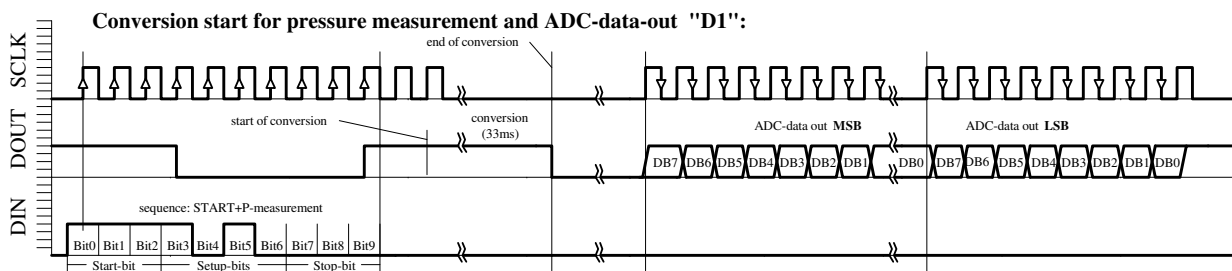 Conversion start for pressure measurement and ADC-data-out "D1":
end of conversion
SCLK
start of conversion
conversion
(33ms)
ADC-data out MSB
ADC-data out LSB
DOUT
DB7 DB6 DB5 DB4 DB3 DB2 DB1 DB0 DB7 DB6 DB5 DB4 DB3 DB2 DB1 DB0
sequence: START+P-measurement
DIN
Bit0 Bit1 Bit2 Bit3 Bit4 Bit5 Bit6 Bit7 Bit8 Bit9
Start-bit Setup-bits Stop-bit